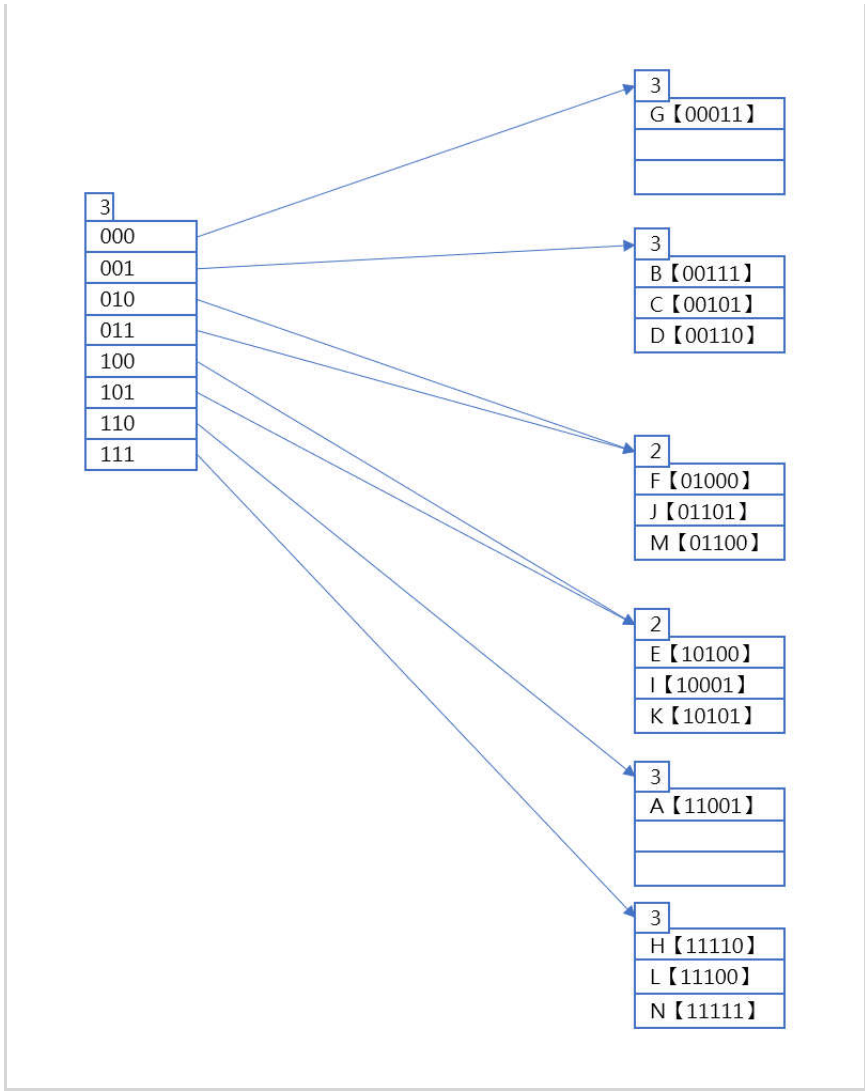 3
000
001
010
011
100
101
110
111
3
G【00011】
3
B【00111】
C【00101】
D【00110】
2
F【01000】
J【01101】
M【01100】
2
E【10100】
I【10001】
K【10101】
3
A【11001】
3
H【11110】
L【11100】
N【11111】